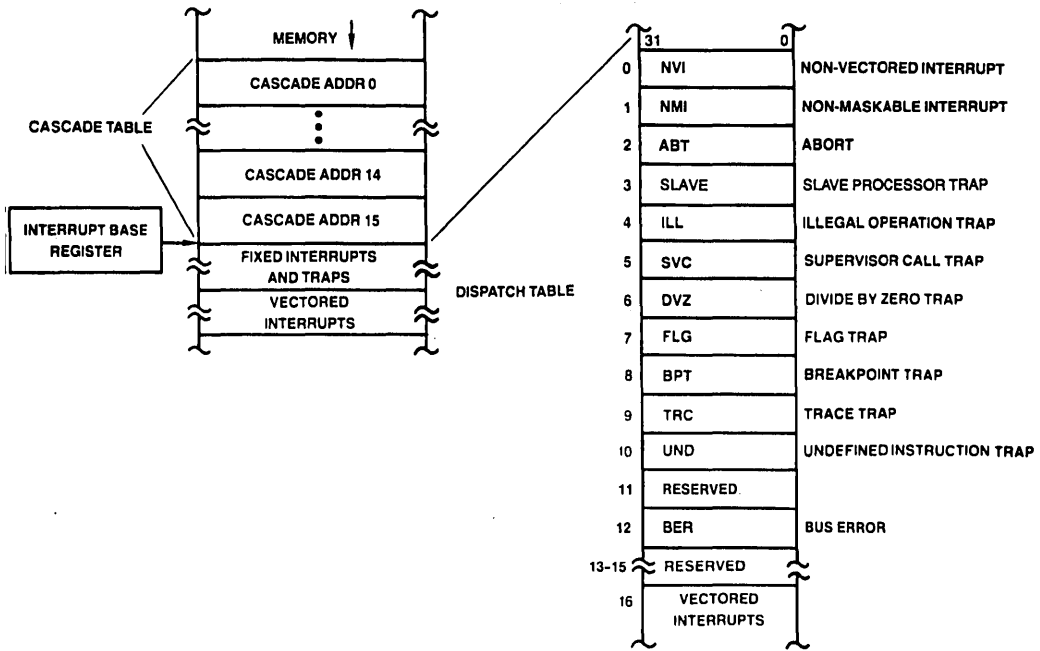 MEMORY
CASCADE ADDR 0
CASCADE TABLE
CASCADE ADDR 14
CASCADE ADDR 15
INTERRUPT BASE
REGISTER
FIXED INTERRUPTS
AND TRAPS
VECTORED
INTERRUPTS
DISPATCH TABLE
31 0
0 NVI NON-VECTORED INTERRUPT
1 NMI NON-MASKABLE INTERRUPT
2 ABT ABORT
3 SLAVE SLAVE PROCESSOR TRAP
4 ILL ILLEGAL OPERATION TRAP
5 SVC SUPERVISOR CALL TRAP
6 DVZ DIVIDE BY ZERO TRAP
7 FLG FLAG TRAP
8 BPT BREAKPOINT TRAP
9 TRC TRACE TRAP
10 UND UNDEFINED INSTRUCTION TRAP
11 RESERVED
12 BER BUS ERROR
13-15 RESERVED
16 VECTORED
INTERRUPTS